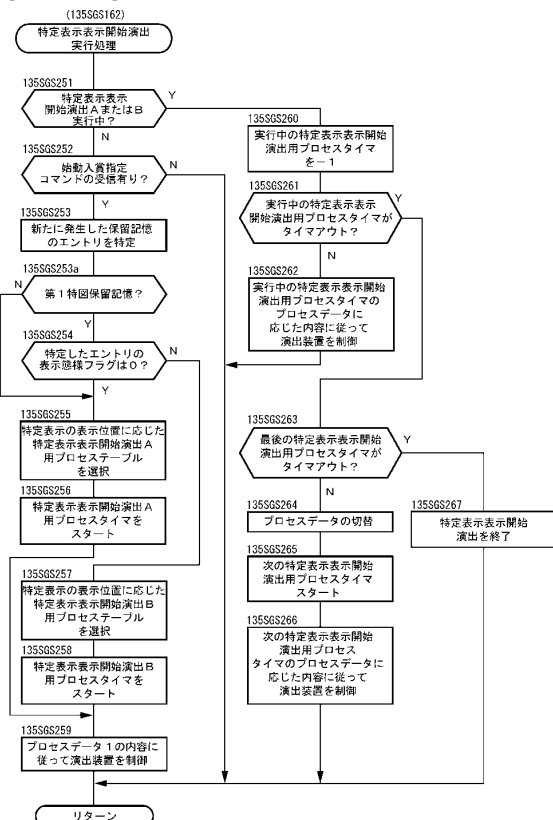 (135SGS162)
特定表示表示開始演出
実行処理
135SGS251
特定表示表示
開始演出AまたはB
実行中？
Y
N
135SGS252
始動入賞指定
コマンドの受信有り？
N
Y
135SGS253
新たに発生した保留記憶
のエントリを特定
135SGS253a
N
第1特図保留記憶？
Y
135SGS254
特定したエントリの
表示態様フラグは0？
N
Y
135SGS255
特定表示の表示位置に応じた
特定表示表示開始演出A
用プロセステーブル
を選択
135SGS256
特定表示表示開始演出A
用プロセスタイマを
スタート
135SGS257
特定表示の表示位置に応じた
特定表示表示開始演出B
用プロセステーブル
を選択
135SGS258
特定表示表示開始演出B
用プロセスタイマを
スタート
135SGS259
プロセスデータ1の内容に
従って演出装置を制御
リターン
135SGS260
実行中の特定表示表示開始
演出用プロセスタイマ
を－1
135SGS261
実行中の特定表示表示
開始演出用プロセスタイマが
タイマアウト？
Y
N
135SGS262
実行中の特定表示表示開始
演出用プロセスタイマの
プロセスデータに
応じた内容に従って
演出装置を制御
135SGS263
最後の特定表示表示開始
演出用プロセスタイマが
タイマアウト？
Y
N
135SGS264
プロセスデータの切替
135SGS265
次の特定表示表示開始
演出用プロセスタイマ
スタート
135SGS266
次の特定表示表示開始
演出用プロセス
タイマのプロセスデータに
応じた内容に従って
演出装置を制御
135SGS267
特定表示表示開始
演出を終了